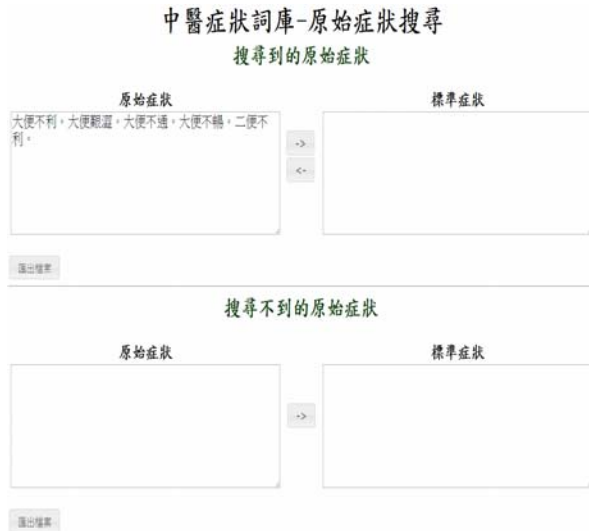 中醫症狀詞庫-原始症狀搜尋
搜尋到的原始症狀
原始症狀
標準症狀
大便不利。大便艱澀。大便不通。大便不暢。二便不
利。
->
<-
匯出檔案
搜尋不到的原始症狀
原始症狀
標準症狀
->
匯出檔案